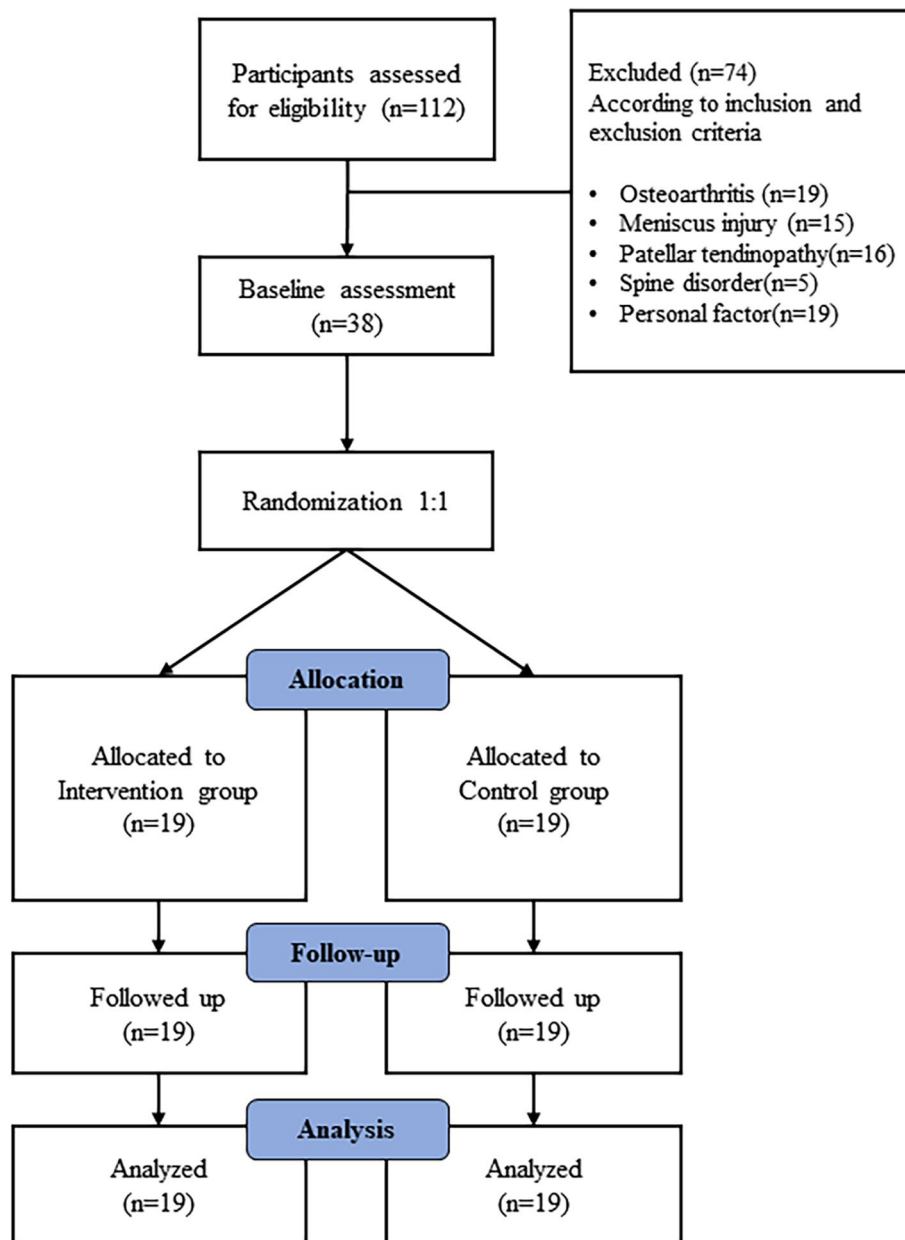 Participants assessed
for eligibility (n=112)
Excluded (n=74)
According to inclusion and
exclusion criteria
• Osteoarthritis (n=19)
• Meniscus injury (n=15)
• Patellar tendinopathy(n=16)
• Spine disorder(n=5)
• Personal factor(n=19)
Baseline assessment
(n=38)
Randomization 1:1
Allocation
Allocated to
Intervention group
(n=19)
Allocated to
Control group
(n=19)
Follow-up
Followed up
(n=19)
Followed up
(n=19)
Analysis
Analyzed
(n=19)
Analyzed
(n=19)